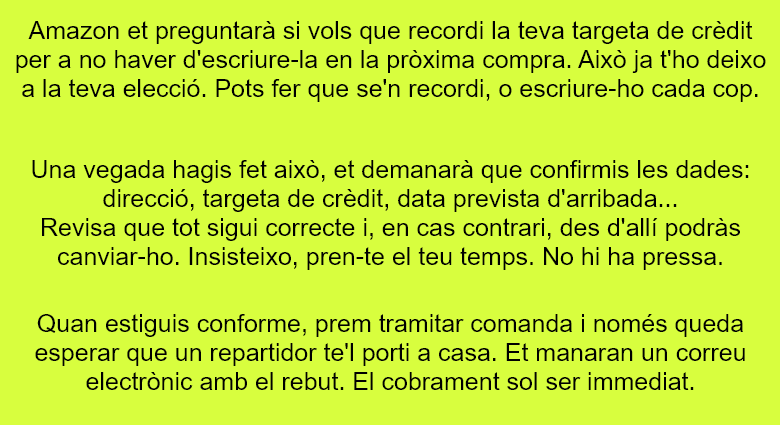 Amazon et preguntarà si vols que recordi la teva targeta de crèdit
per a no haver d'escriure-la en la pròxima compra. Això ja t'ho deixo
a la teva elecció. Pots fer que se'n recordi, o escriure-ho cada cop.
Una vegada hagis fet això, et demanarà que confirmis les dades:
direcció, targeta de crèdit, data prevista d'arribada...
Revisa que tot sigui correcte i, en cas contrari, des d'allí podràs
canviar-ho. Insisteixo, pren-te el teu temps. No hi ha pressa.
Quan estiguis conforme, prem tramitar comanda i només queda
esperar que un repartidor te'l porti a casa. Et manaran un correu
electrònic amb el rebut. El cobrament sol ser immediat.